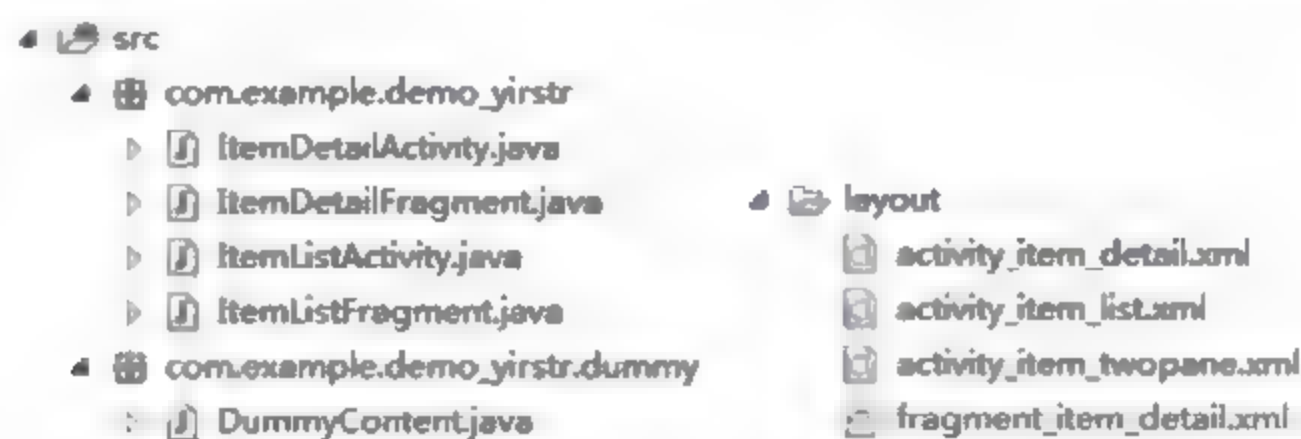 src
com.example.demo_yirstr
ItemDetailActivity.java
ItemDetailFragment.java
ItemListActivity.java
ItemListFragment.java
com.example.demo_yirstr.dummy
DummyContent.java
layout
activity_item_detail.xml
activity_item_list.xml
activity_item_twopane.xml
fragment_item_detail.xml